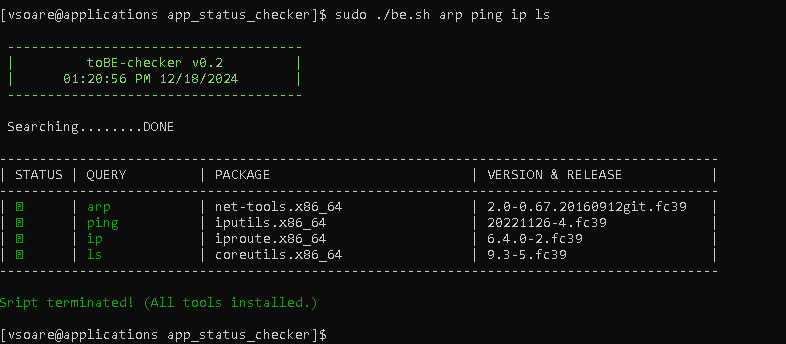 [vsoare@applications app_status_checker]$ sudo ./be.sh arp ping ip ls
-----------------------------------
| toBE-checker v0.2 |
| 01:20:56 PM 12/18/2024 |
-----------------------------------
Searching........DONE
------------------------------------------------------------------------------------------
| STATUS | QUERY | PACKAGE | VERSION & RELEASE |
------------------------------------------------------------------------------------------
| | arp | net-tools.x86_64 | 2.0-0.67.20160912git.fc39 |
| | ping | iputils.x86_64 | 20221126-4.fc39 |
| | ip | iproute.x86_64 | 6.4.0-2.fc39 |
| | ls | coreutils.x86_64 | 9.3-5.fc39 |
------------------------------------------------------------------------------------------
Sript terminated! (All tools installed.)
[vsoare@applications app_status_checker]$